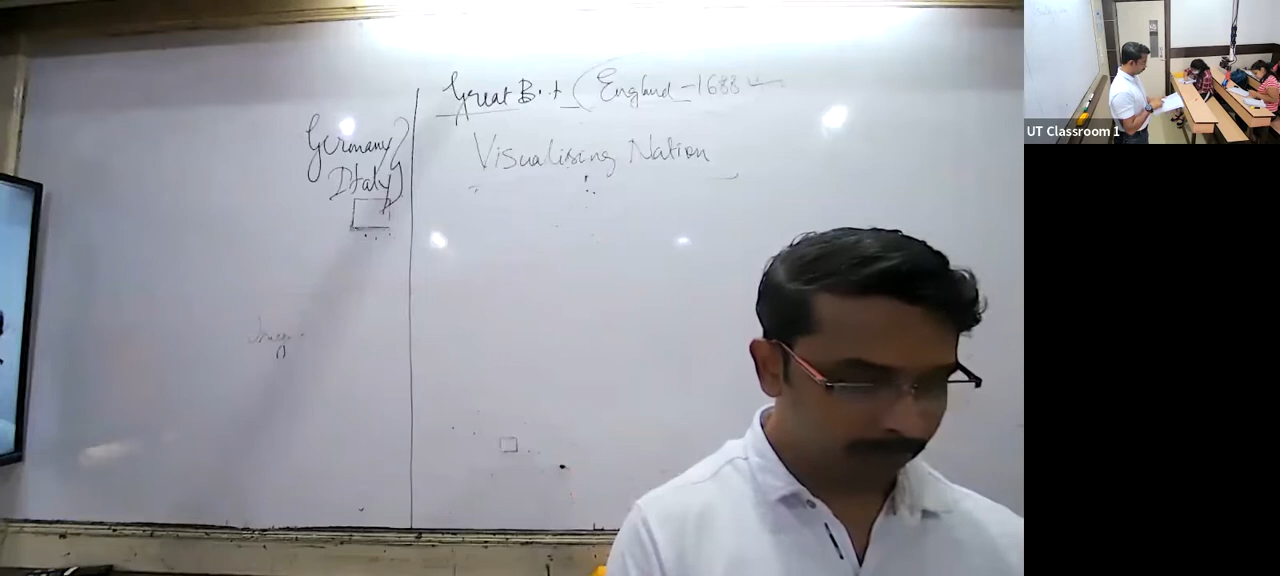 Great Brit (England - 1688
Visualising Nation
Germany
Italy
UT Classroom 1